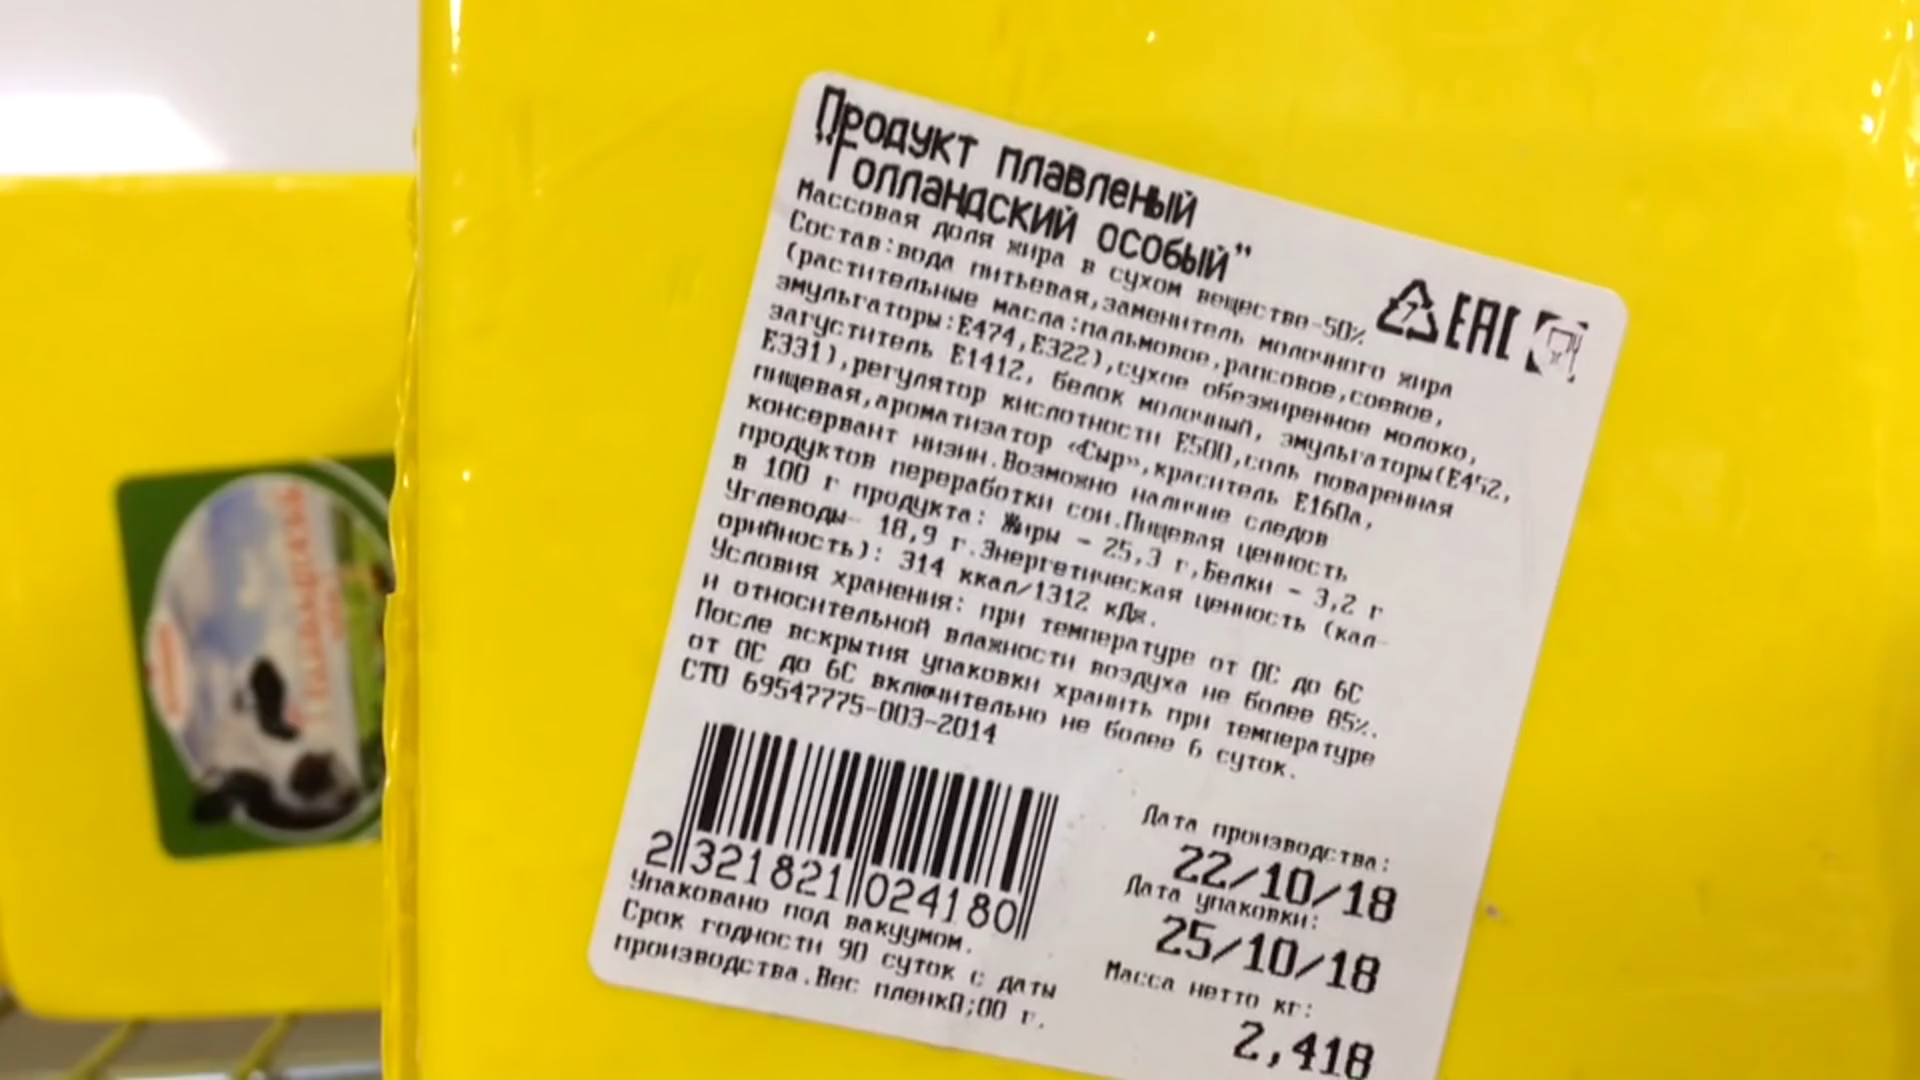 Продукт плавленый
"Голландский особый"
Массовая доля жира в сухом веществе-50%
Состав:вода питьевая,заменитель молочного жира
(растительные масла:пальмовое,рапсовое,соевое,
эмульгаторы:Е474,Е322),сухое обезжиренное молоко,
загуститель Е1412, белок молочный, эмульгаторы(Е452,
Е331),регулятор кислотности Е500,соль поваренная
пищевая,ароматизатор «Сыр»,краситель Е160а,
консервант низин.Возможно наличие следов
продуктов переработки сои.Пищевая ценность
в 100 г продукта: Жиры - 25,3 г,Белки - 3,2 г
Углеводы- 18,9 г.Энергетическая ценность (кал-
орийность): 314 ккал/1312 кДж.
Условия хранения: при температуре от 0С до 6С
и относительной влажности воздуха не более 85%.
После вскрытия упаковки хранить при температуре
от 0С до 6С включительно не более 6 суток.
СТО 69547775-003-2014
7
ЕАС
2 321821 024180
Упаковано под вакуумом.
Срок годности 90 суток с даты
производства.Вес пленк0;00 г.
Дата производства:
22/10/18
Дата упаковки:
25/10/18
Масса нетто кг:
2,418